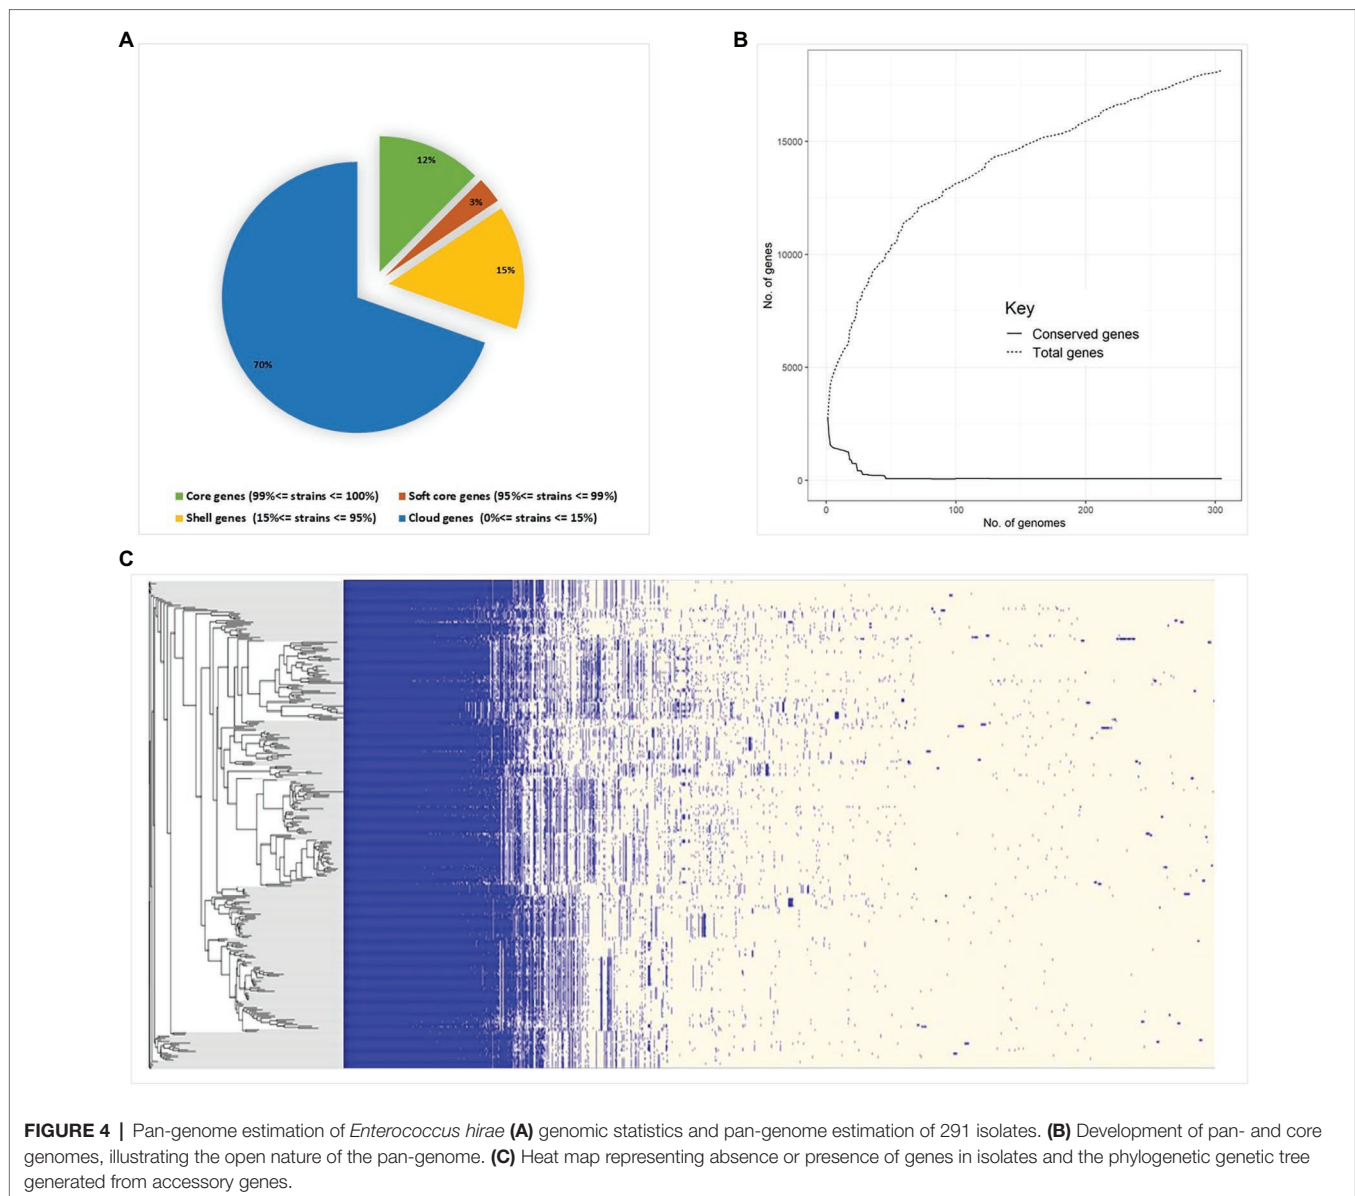 A
12%
3%
15%
70%
Core genes (99%<= strains <= 100%)
Soft core genes (95%<= strains <= 99%)
Shell genes (15%<= strains <= 95%)
Cloud genes (0%<= strains <= 15%)
B
15000
10000
5000
0
No. of genes
Key
Conserved genes
Total genes
0
100
200
300
No. of genomes
C
FIGURE 4 | Pan-genome estimation of Enterococcus hirae (A) genomic statistics and pan-genome estimation of 291 isolates. (B) Development of pan- and core
genomes, illustrating the open nature of the pan-genome. (C) Heat map representing absence or presence of genes in isolates and the phylogenetic genetic tree
generated from accessory genes.